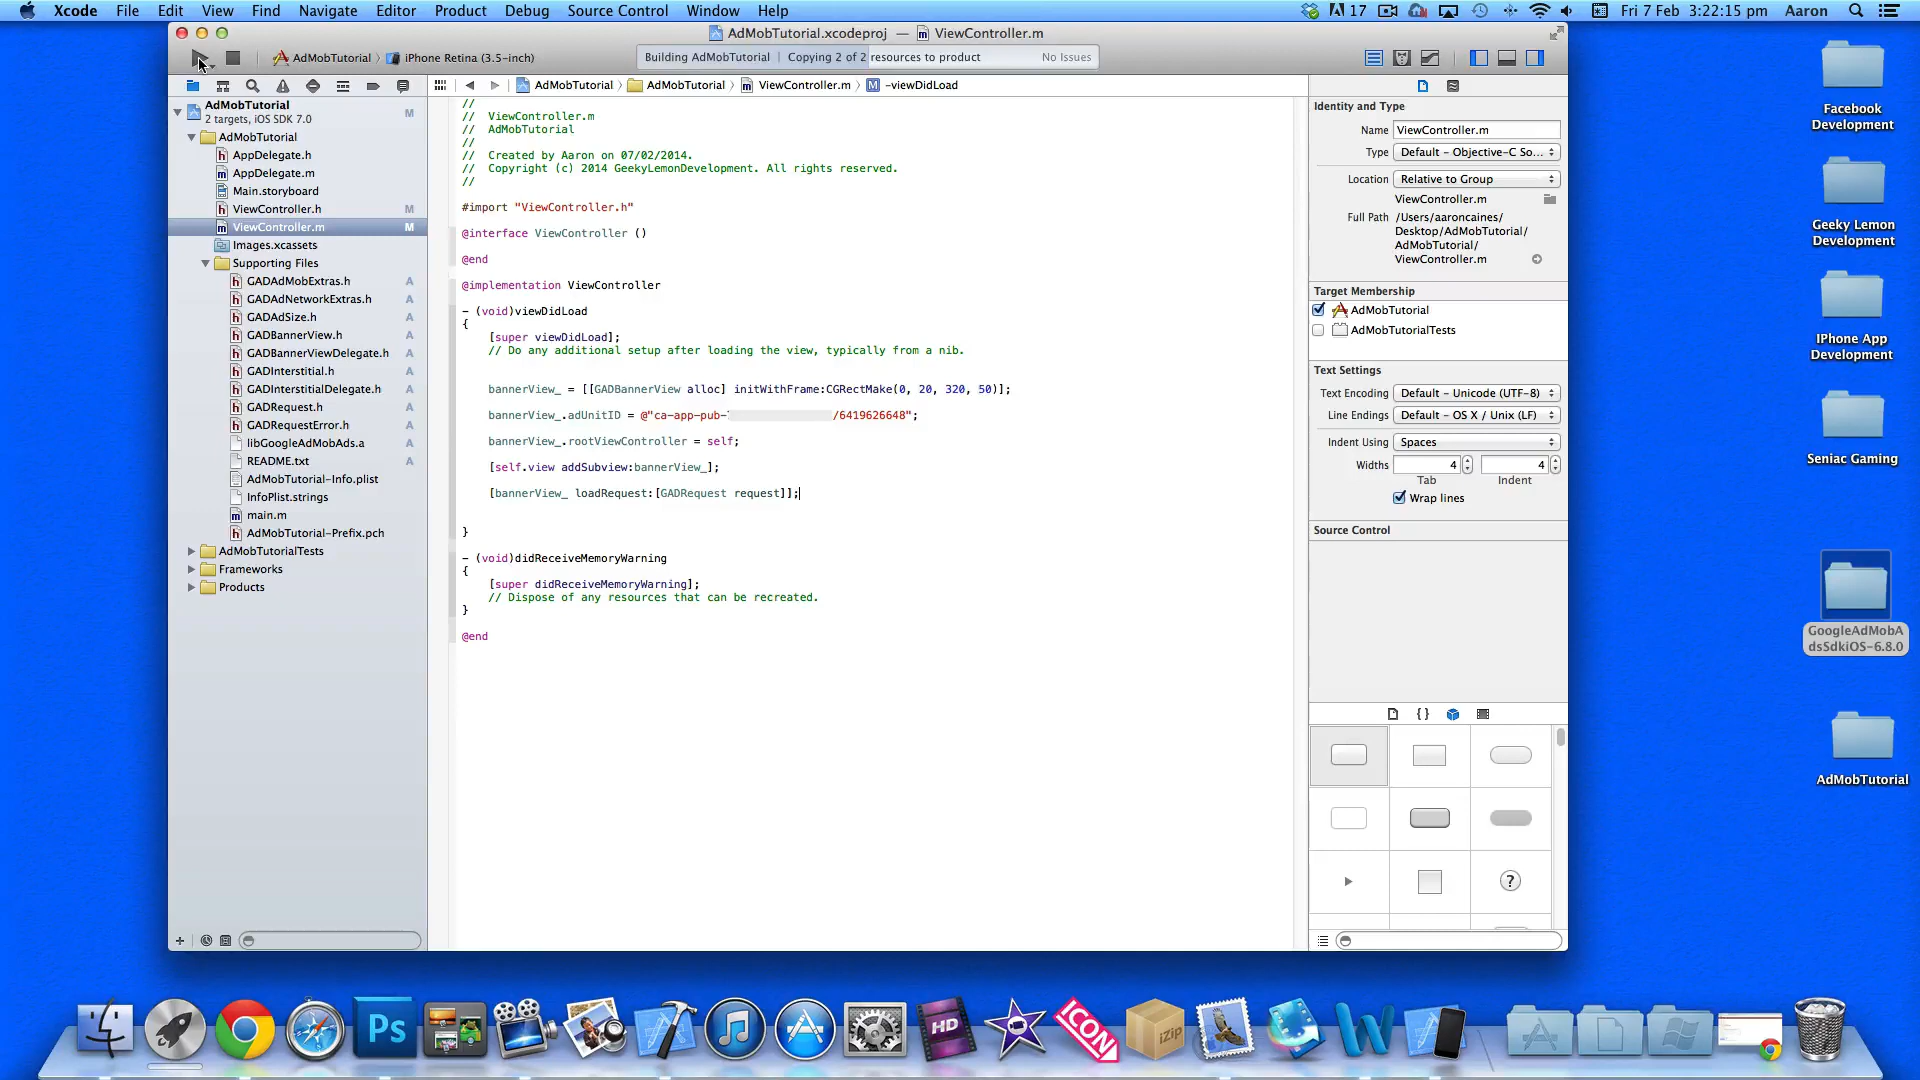 Xcode File Edit View Find Navigate Editor Product Debug Source Control Window Help
17 Fri 7 Feb 3:22:15 pm Aaron
AdMobTutorial.xcodeproj — ViewController.m
AdMobTutorial iPhone Retina (3.5-inch)
Building AdMobTutorial Copying 2 of 2 resources to product No Issues
AdMobTutorial AdMobTutorial ViewController.m M -viewDidLoad
AdMobTutorial
2 targets, iOS SDK 7.0 M
AdMobTutorial
h AppDelegate.h
m AppDelegate.m
Main.storyboard
h ViewController.h M
m ViewController.m M
Images.xcassets
Supporting Files
h GADAdMobExtras.h A
h GADAdNetworkExtras.h A
h GADAdSize.h A
h GADBannerView.h A
h GADBannerViewDelegate.h A
h GADInterstitial.h A
h GADInterstitialDelegate.h A
h GADRequest.h A
h GADRequestError.h A
libGoogleAdMobAds.a A
README.txt A
AdMobTutorial-Info.plist
InfoPlist.strings
m main.m
h AdMobTutorial-Prefix.pch
AdMobTutorialTests
Frameworks
Products
//
// ViewController.m
// AdMobTutorial
//
// Created by Aaron on 07/02/2014.
// Copyright (c) 2014 GeekyLemonDevelopment. All rights reserved.
//
#import "ViewController.h"
@interface ViewController ()
@end
@implementation ViewController
- (void)viewDidLoad
{
[super viewDidLoad];
// Do any additional setup after loading the view, typically from a nib.
bannerView_ = [[GADBannerView alloc] initWithFrame:CGRectMake(0, 20, 320, 50)];
bannerView_.adUnitID = @"ca-app-pub- /6419626648";
bannerView_.rootViewController = self;
[self.view addSubview:bannerView_];
[bannerView_ loadRequest:[GADRequest request]];
}
- (void)didReceiveMemoryWarning
{
[super didReceiveMemoryWarning];
// Dispose of any resources that can be recreated.
}
@end
Identity and Type
Name ViewController.m
Type Default - Objective-C So...
Location Relative to Group
ViewController.m
Full Path /Users/aaroncaines/
Desktop/AdMobTutorial/
AdMobTutorial/
ViewController.m
Target Membership
AdMobTutorial
AdMobTutorialTests
Text Settings
Text Encoding Default - Unicode (UTF-8)
Line Endings Default - OS X / Unix (LF)
Indent Using Spaces
Widths 4 4
Tab Indent
Wrap lines
Source Control
{ }
?
Facebook
Development
Geeky Lemon
Development
IPhone App
Development
Seniac Gaming
GoogleAdMobA
dsSdkiOS-6.8.0
AdMobTutorial
Ps
HD
ICON
iZip
W